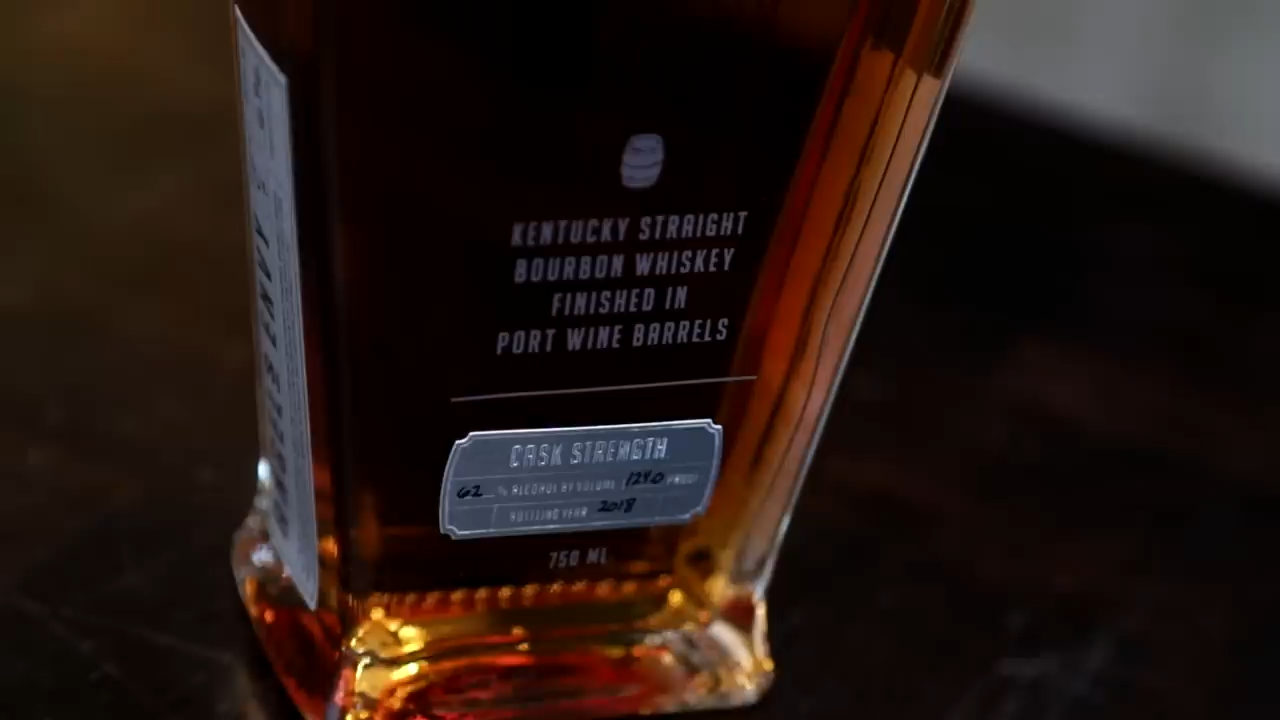 KENTUCKY STRAIGHT
BOURBON WHISKEY
FINISHED IN
PORT WINE BARRELS
CASK STRENGTH
62 % ALCOHOL BY VOLUME 124.0 PROOF
BOTTLING YEAR 2018
750 ML